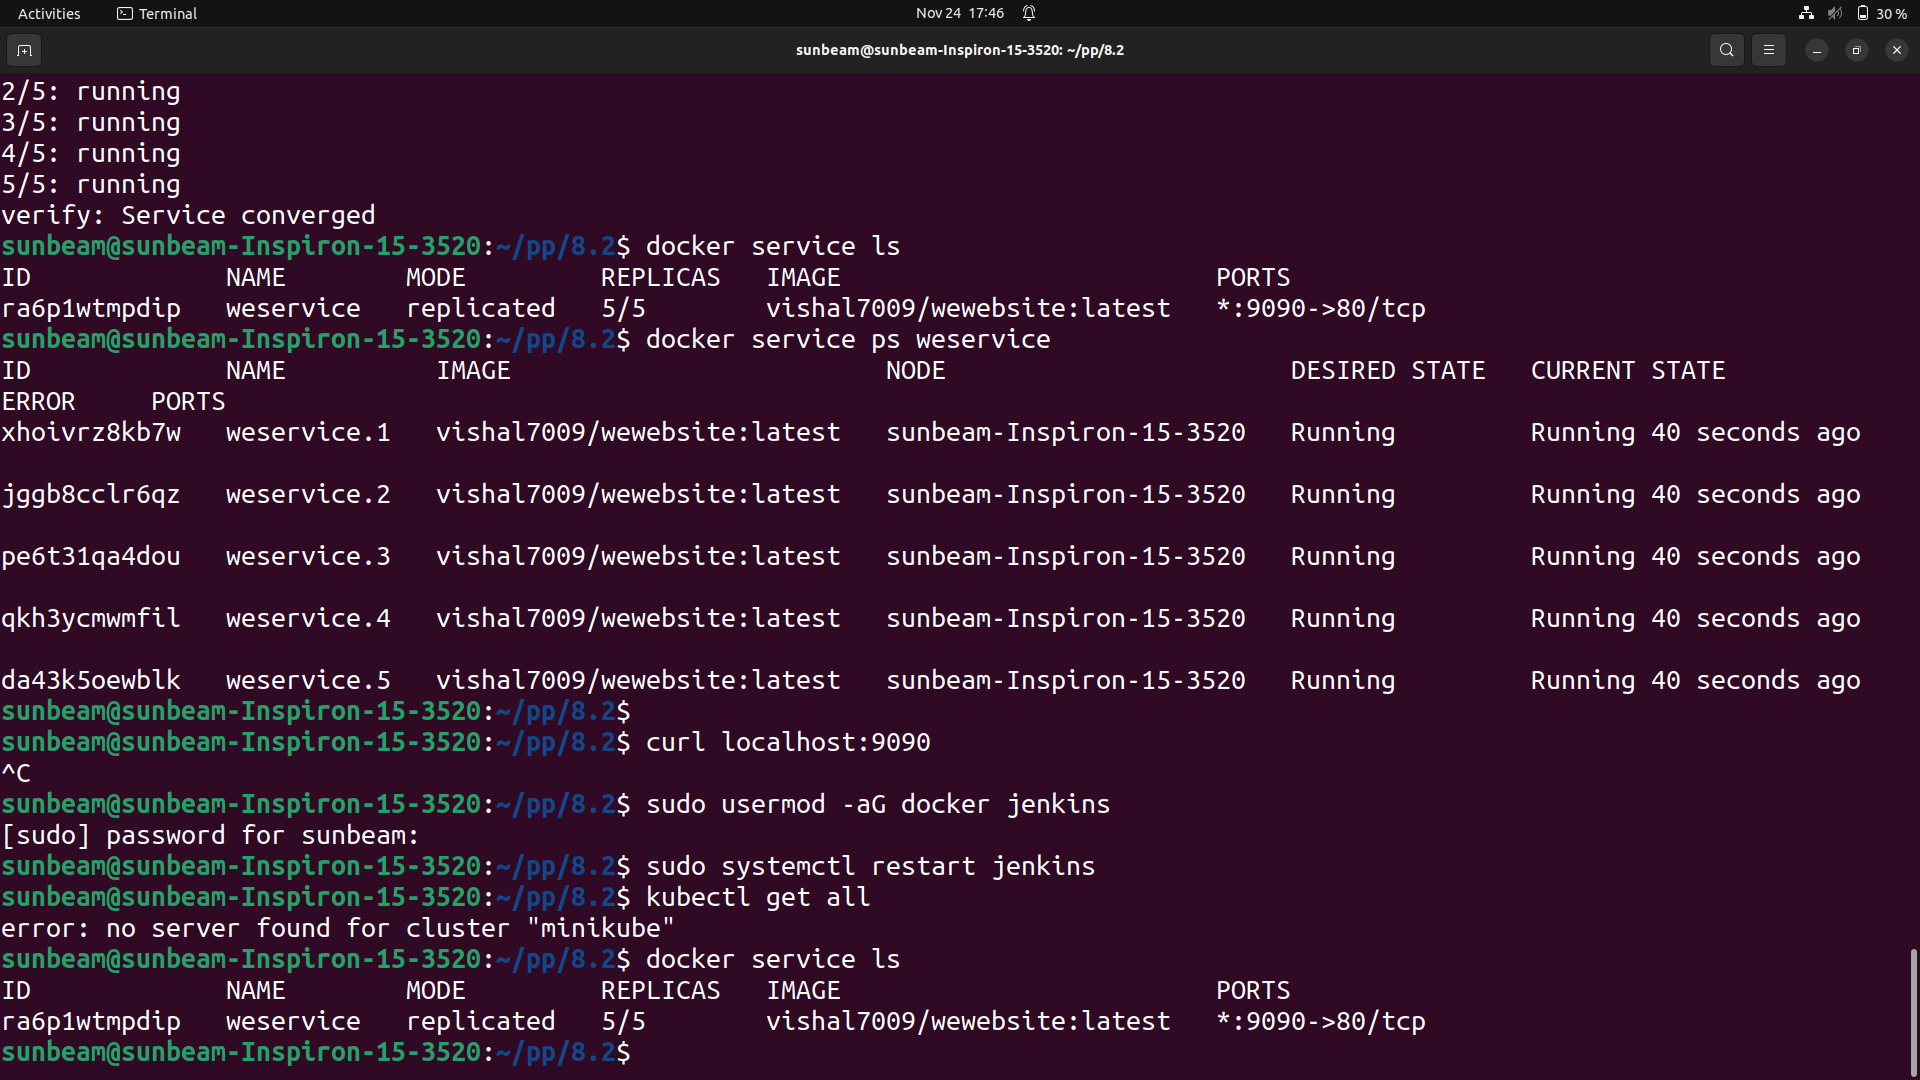 Activities Terminal Nov 24 17:46 30 %
sunbeam@sunbeam-Inspiron-15-3520: ~/pp/8.2
2/5: running
3/5: running
4/5: running
5/5: running
verify: Service converged
sunbeam@sunbeam-Inspiron-15-3520:~/pp/8.2$ docker service ls
ID NAME MODE REPLICAS IMAGE PORTS
ra6p1wtmpdip weservice replicated 5/5 vishal7009/wewebsite:latest *:9090->80/tcp
sunbeam@sunbeam-Inspiron-15-3520:~/pp/8.2$ docker service ps weservice
ID NAME IMAGE NODE DESIRED STATE CURRENT STATE
ERROR PORTS
xhoivrz8kb7w weservice.1 vishal7009/wewebsite:latest sunbeam-Inspiron-15-3520 Running Running 40 seconds ago
jggb8cclr6qz weservice.2 vishal7009/wewebsite:latest sunbeam-Inspiron-15-3520 Running Running 40 seconds ago
pe6t31qa4dou weservice.3 vishal7009/wewebsite:latest sunbeam-Inspiron-15-3520 Running Running 40 seconds ago
qkh3ycmwmfil weservice.4 vishal7009/wewebsite:latest sunbeam-Inspiron-15-3520 Running Running 40 seconds ago
da43k5oewblk weservice.5 vishal7009/wewebsite:latest sunbeam-Inspiron-15-3520 Running Running 40 seconds ago
sunbeam@sunbeam-Inspiron-15-3520:~/pp/8.2$
sunbeam@sunbeam-Inspiron-15-3520:~/pp/8.2$ curl localhost:9090
^C
sunbeam@sunbeam-Inspiron-15-3520:~/pp/8.2$ sudo usermod -aG docker jenkins
[sudo] password for sunbeam:
sunbeam@sunbeam-Inspiron-15-3520:~/pp/8.2$ sudo systemctl restart jenkins
sunbeam@sunbeam-Inspiron-15-3520:~/pp/8.2$ kubectl get all
error: no server found for cluster "minikube"
sunbeam@sunbeam-Inspiron-15-3520:~/pp/8.2$ docker service ls
ID NAME MODE REPLICAS IMAGE PORTS
ra6p1wtmpdip weservice replicated 5/5 vishal7009/wewebsite:latest *:9090->80/tcp
sunbeam@sunbeam-Inspiron-15-3520:~/pp/8.2$